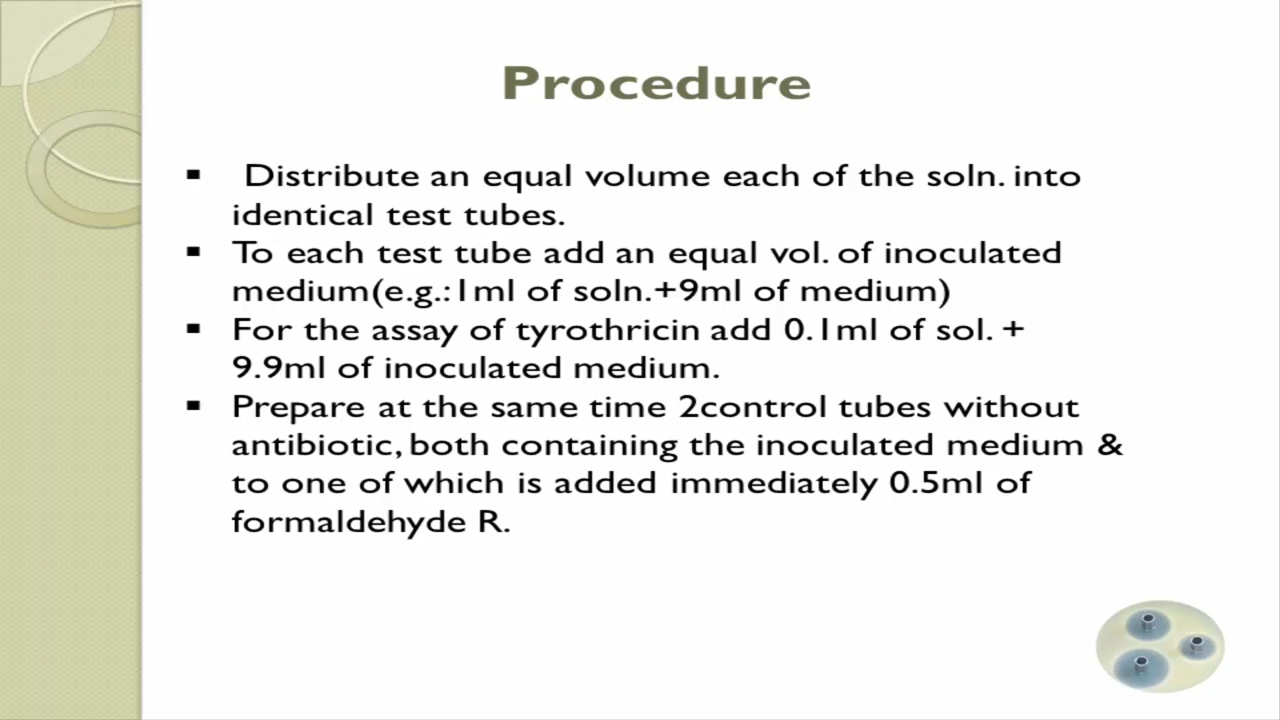 Procedure
▪ Distribute an equal volume each of the soln. into
identical test tubes.
▪ To each test tube add an equal vol. of inoculated
medium(e.g.:1ml of soln.+9ml of medium)
▪ For the assay of tyrothricin add 0.1ml of sol. +
9.9ml of inoculated medium.
▪ Prepare at the same time 2control tubes without
antibiotic, both containing the inoculated medium &
to one of which is added immediately 0.5ml of
formaldehyde R.